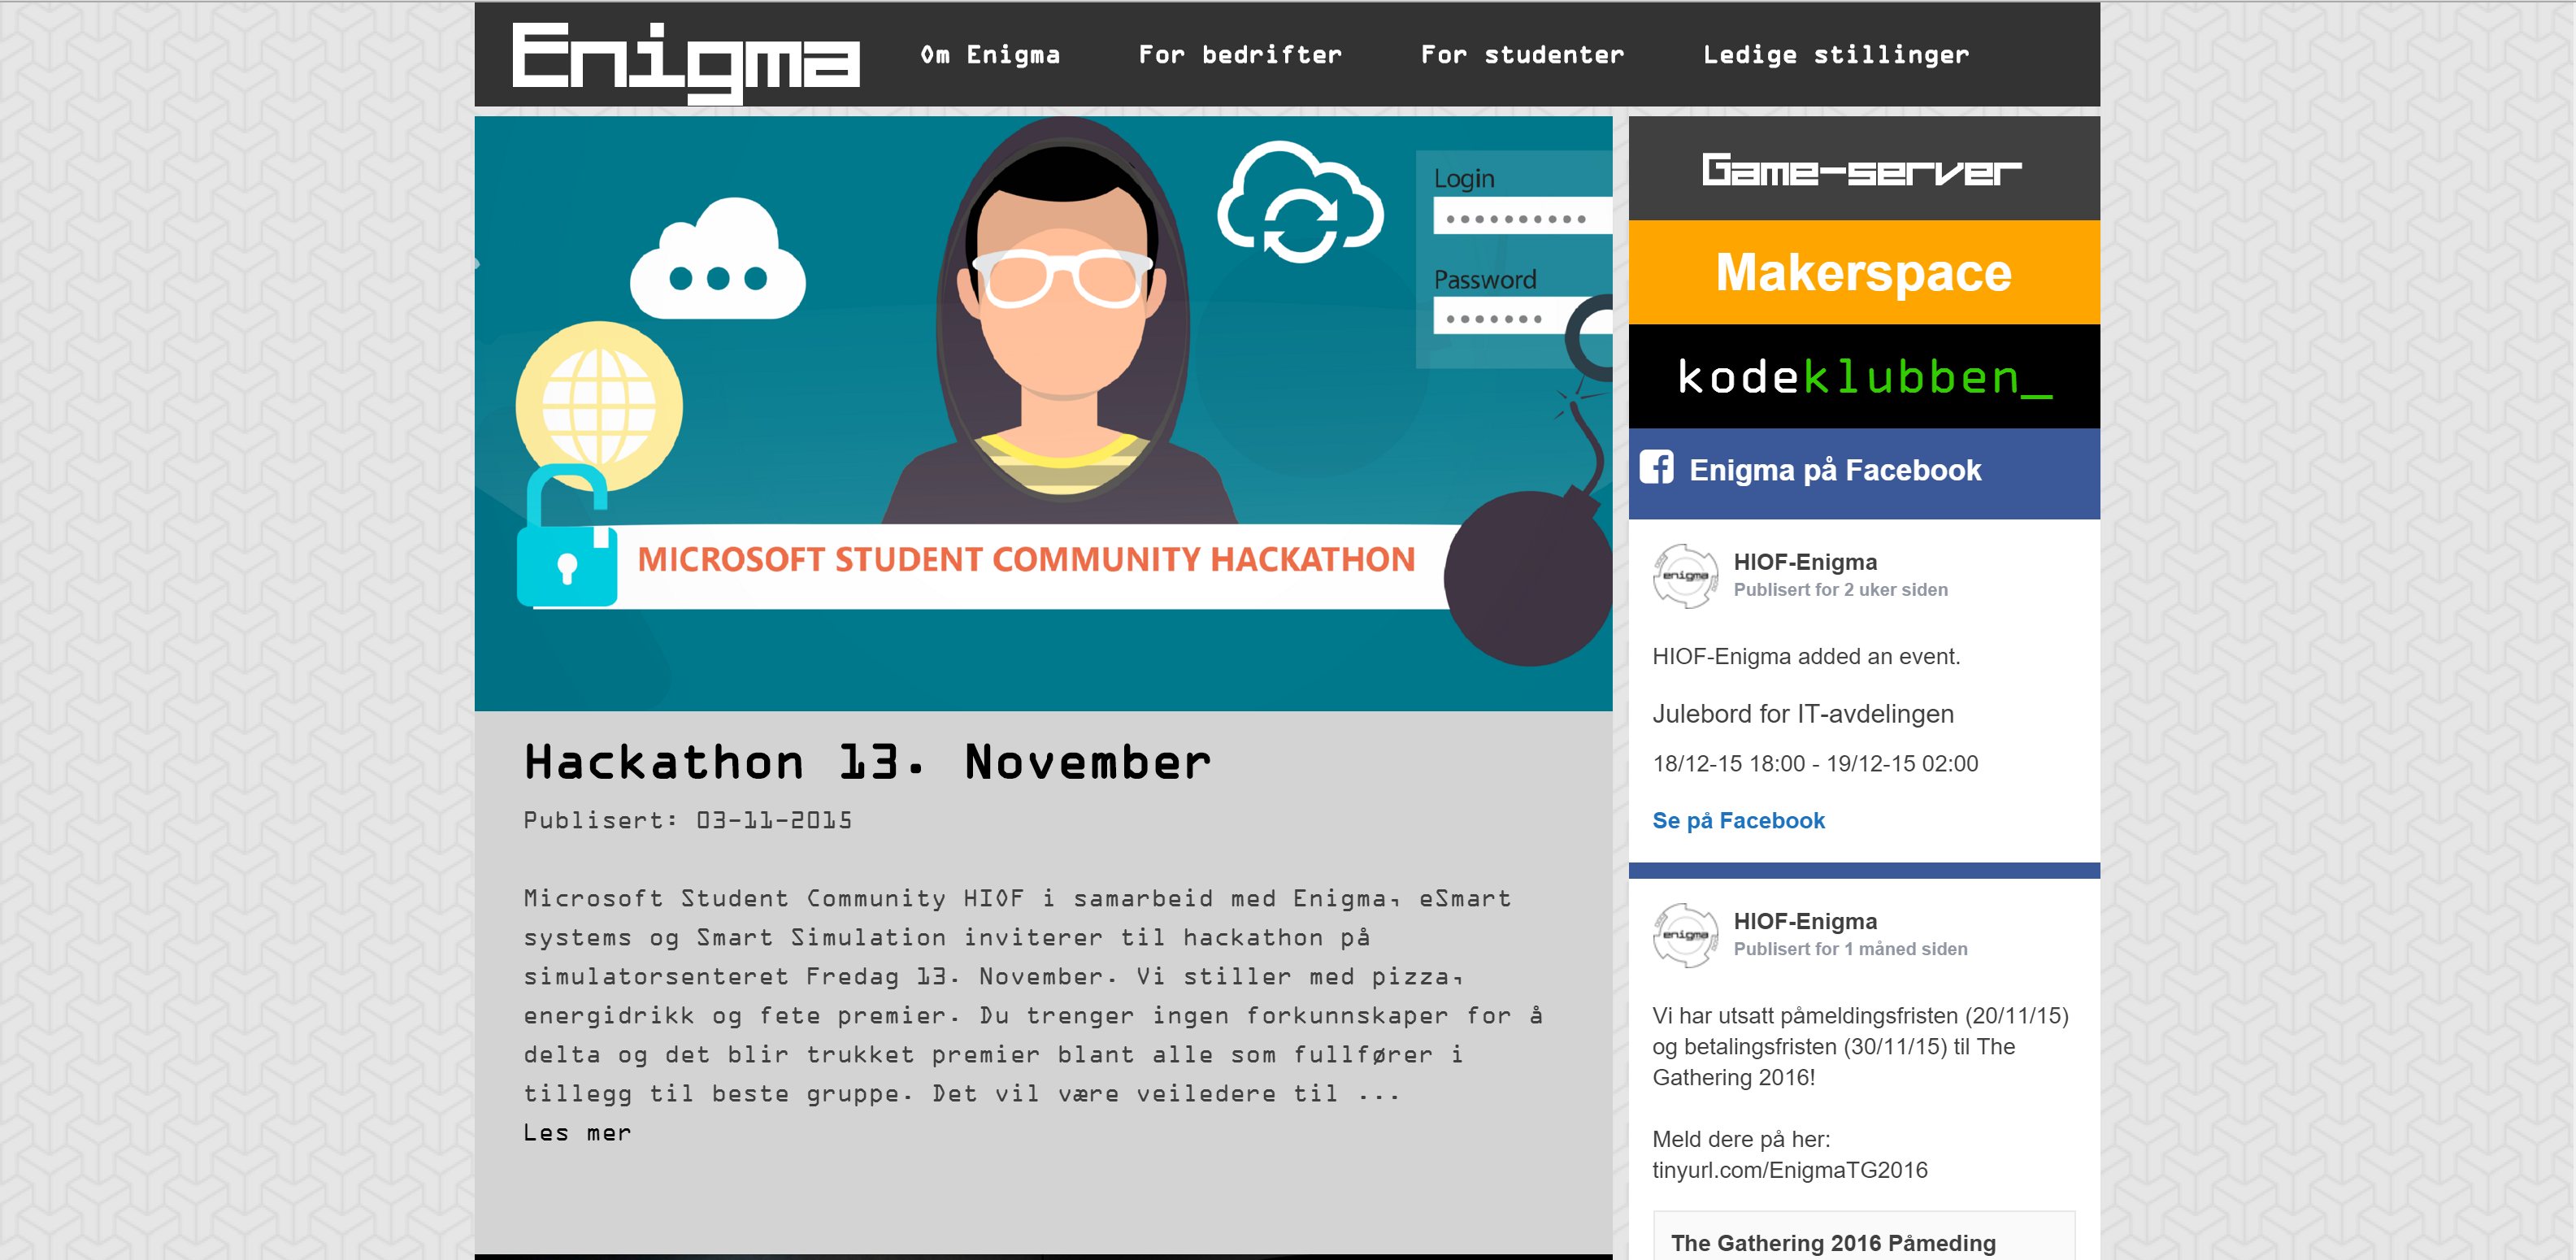 Enigma
Om Enigma
For bedrifter
For studenter
Ledige stillinger
Login
Password
MICROSOFT STUDENT COMMUNITY HACKATHON
Hackathon 13. November
Publisert: 03-11-2015
Microsoft Student Community HIOF i samarbeid med Enigma, eSmart
systems og Smart Simulation inviterer til hackathon på
simulatorsenteret Fredag 13. November. Vi stiller med pizza,
energidrikk og fete premier. Du trenger ingen forkunnskaper for å
delta og det blir trukket premier blant alle som fullfører i
tillegg til beste gruppe. Det vil være veiledere til ...
Les mer
Game-server
Makerspace
kodeklubben_
Enigma på Facebook
enigma
HIOF-Enigma
Publisert for 2 uker siden
HIOF-Enigma added an event.
Julebord for IT-avdelingen
18/12-15 18:00 - 19/12-15 02:00
Se på Facebook
enigma
HIOF-Enigma
Publisert for 1 måned siden
Vi har utsatt påmeldingsfristen (20/11/15)
og betalingsfristen (30/11/15) til The
Gathering 2016!
Meld dere på her:
tinyurl.com/EnigmaTG2016
The Gathering 2016 Påmeding